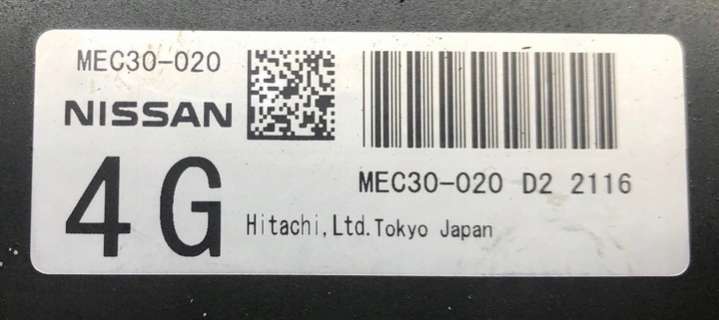 MEC30-020
NISSAN
4G
MEC30-020 D2 2116
Hitachi,Ltd.Tokyo Japan